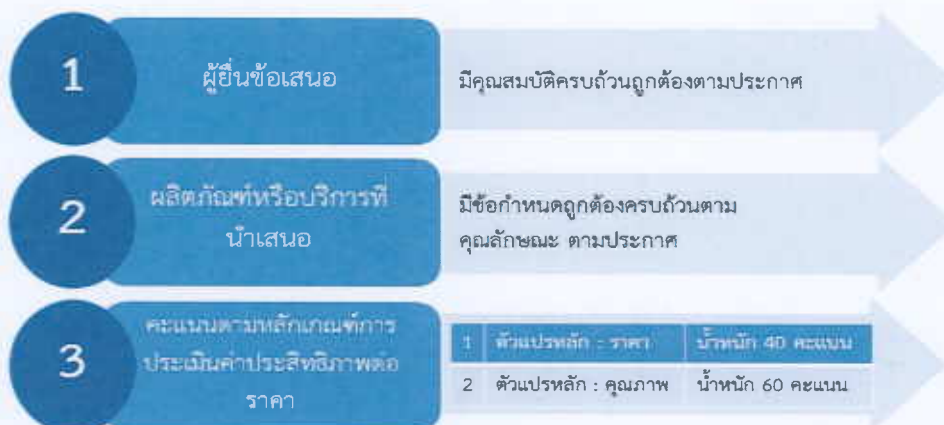 1 ผู้ยื่นข้อเสนอ มีคุณสมบัติครบถ้วนถูกต้องตามประกาศ
2 ผลิตภัณฑ์หรือบริการที่
นำเสนอ
มีข้อกำหนดถูกต้องครบถ้วนตาม
คุณลักษณะ ตามประกาศ
3 คะแนนตามหลักเกณฑ์การ
ประเมินค่าประสิทธิภาพต่อ
ราคา
1 ตัวแปรหลัก : ราคา น้ำหนัก 40 คะแนน
2 ตัวแปรหลัก : คุณภาพ น้ำหนัก 60 คะแนน